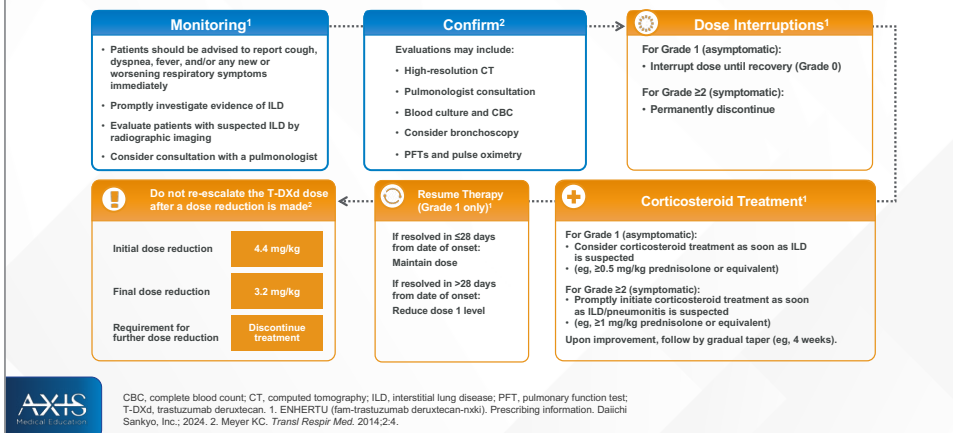 Monitoring¹
• Patients should be advised to report cough,
dyspnea, fever, and/or any new or
worsening respiratory symptoms
immediately
• Promptly investigate evidence of ILD
• Evaluate patients with suspected ILD by
radiographic imaging
• Consider consultation with a pulmonologist
Confirm²
Evaluations may include:
• High-resolution CT
• Pulmonologist consultation
• Blood culture and CBC
• Consider bronchoscopy
• PFTs and pulse oximetry
Dose Interruptions¹
For Grade 1 (asymptomatic):
• Interrupt dose until recovery (Grade 0)
For Grade ≥2 (symptomatic):
• Permanently discontinue
Do not re-escalate the T-DXd dose
after a dose reduction is made²
Initial dose reduction
4.4 mg/kg
Final dose reduction
3.2 mg/kg
Requirement for
further dose reduction
Discontinue
treatment
Resume Therapy
(Grade 1 only)¹
If resolved in ≤28 days
from date of onset:
Maintain dose
If resolved in >28 days
from date of onset:
Reduce dose 1 level
Corticosteroid Treatment¹
For Grade 1 (asymptomatic):
• Consider corticosteroid treatment as soon as ILD
is suspected
• (eg, ≥0.5 mg/kg prednisolone or equivalent)
For Grade ≥2 (symptomatic):
• Promptly initiate corticosteroid treatment as soon
as ILD/pneumonitis is suspected
• (eg, ≥1 mg/kg prednisolone or equivalent)
Upon improvement, follow by gradual taper (eg, 4 weeks).
AXIS
Medical Education
CBC, complete blood count; CT, computed tomography; ILD, interstitial lung disease; PFT, pulmonary function test;
T-DXd, trastuzumab deruxtecan. 1. ENHERTU (fam-trastuzumab deruxtecan-nxki). Prescribing information. Daiichi
Sankyo, Inc.; 2024. 2. Meyer KC. Transl Respir Med. 2014;2:4.